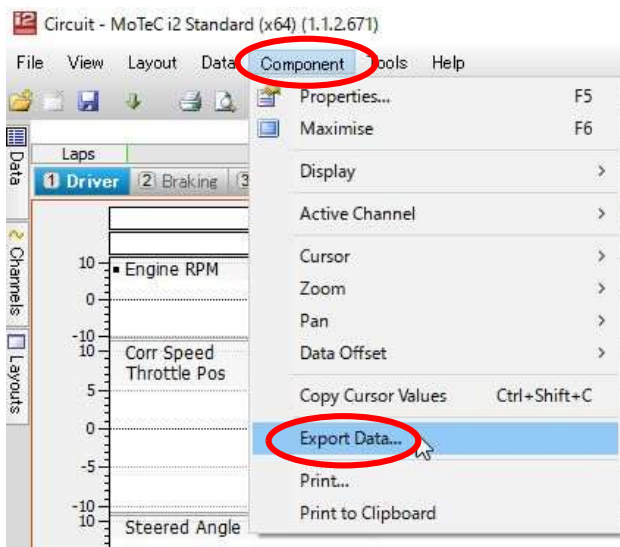 i2 Circuit - MoTeC i2 Standard (x64) (1.1.2.671)
File View Layout Data Component Tools Help
Properties... F5
Maximise F6
Display >
Active Channel >
Cursor >
Zoom >
Pan >
Data Offset >
Copy Cursor Values Ctrl+Shift+C
Export Data...
Print...
Print to Clipboard
Data
Channels
Layouts
Laps
1 Driver 2 Braking 3
10 Engine RPM
0
-10
10 Corr Speed
Throttle Pos
5
0
-5
-10
10 Steered Angle